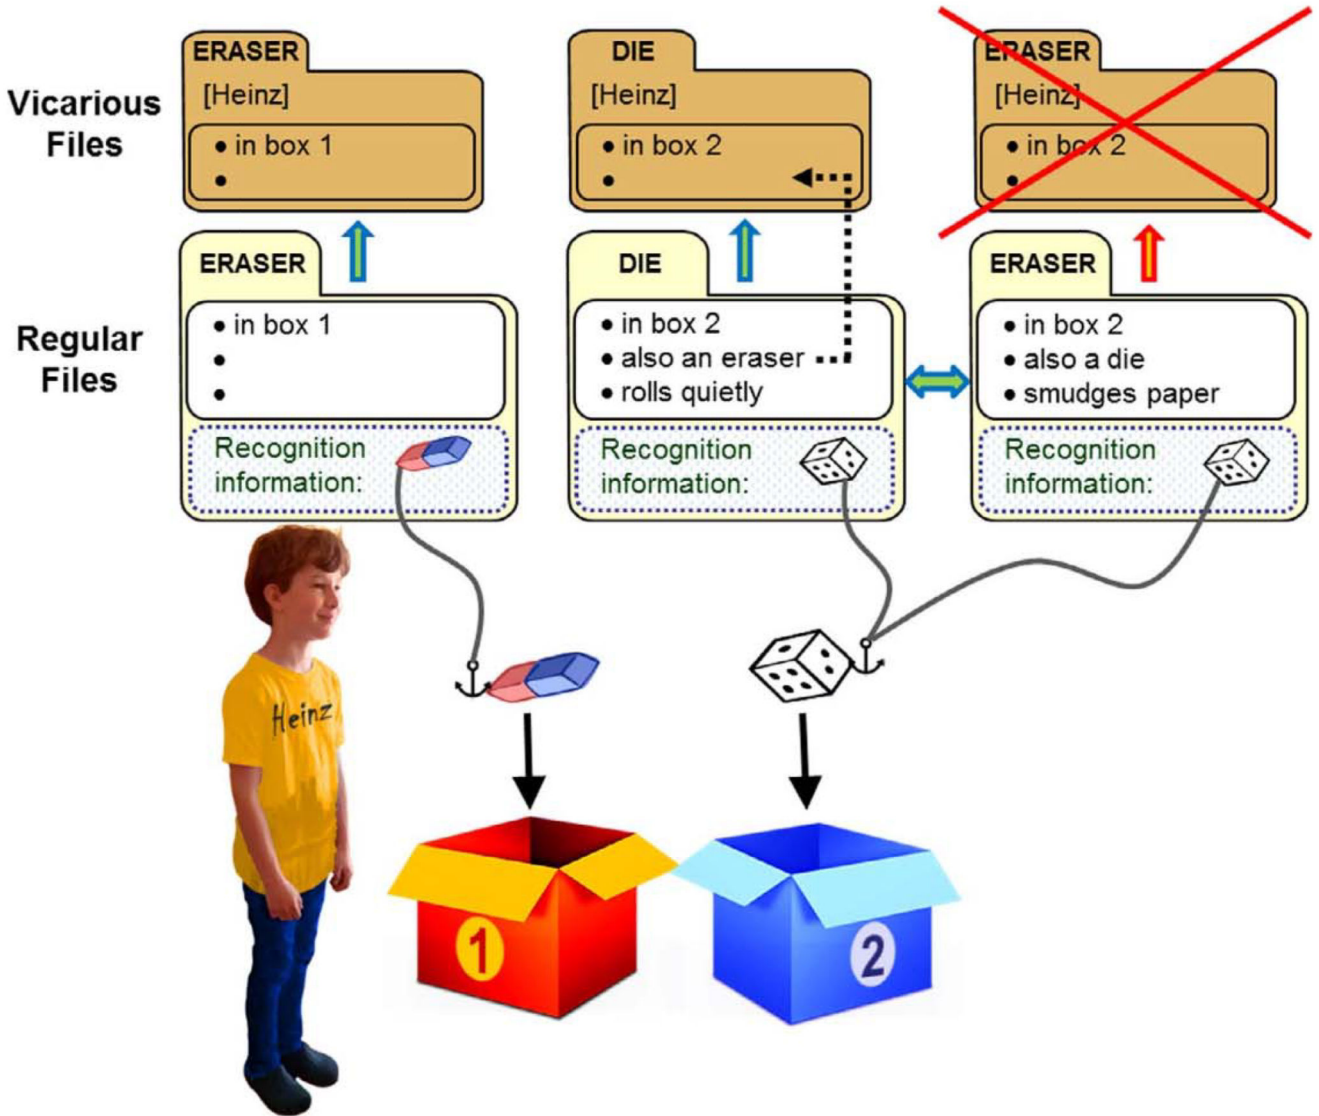 Vicarious
Files
ERASER
[Heinz]
• in box 1
•
DIE
[Heinz]
• in box 2
•
ERASER
[Heinz]
• in box 2
•
Regular
Files
ERASER
• in box 1
•
•
Recognition
information:
DIE
• in box 2
• also an eraser
• rolls quietly
Recognition
information:
ERASER
• in box 2
• also a die
• smudges paper
Recognition
information:
Heinz
1
2